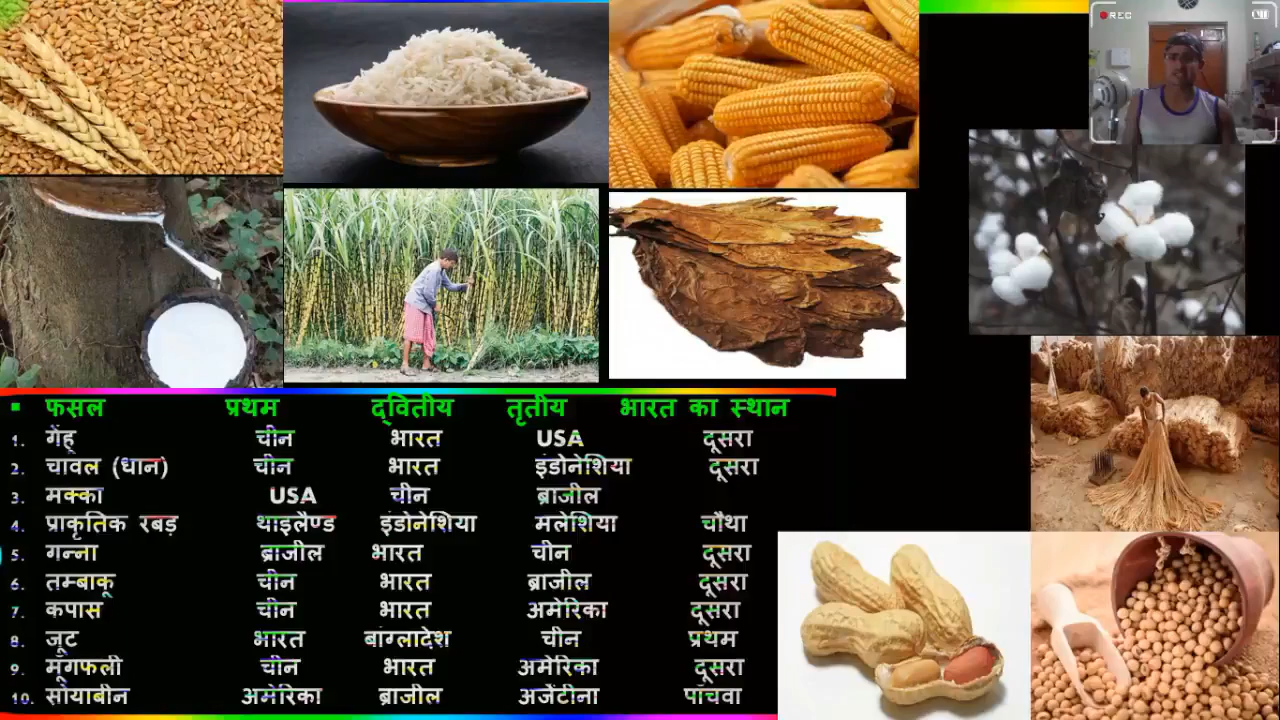 REC
▪ फसल प्रथम द्वितीय तृतीय भारत का स्थान
1. गेंहू चीन भारत USA दूसरा
2. चावल (धान) चीन भारत इंडोनेशिया दूसरा
3. मक्का USA चीन ब्राजील
4. प्राकृतिक रबड़ थाइलैण्ड इंडोनेशिया मलेशिया चौथा
5. गन्ना ब्राजील भारत चीन दूसरा
6. तम्बाकू चीन भारत ब्राजील दूसरा
7. कपास चीन भारत अमेरिका दूसरा
8. जूट भारत बांग्लादेश चीन प्रथम
9. मूंगफली चीन भारत अमेरिका दूसरा
10. सोयाबीन अमेरिका ब्राजील अर्जेंटीना पांचवा